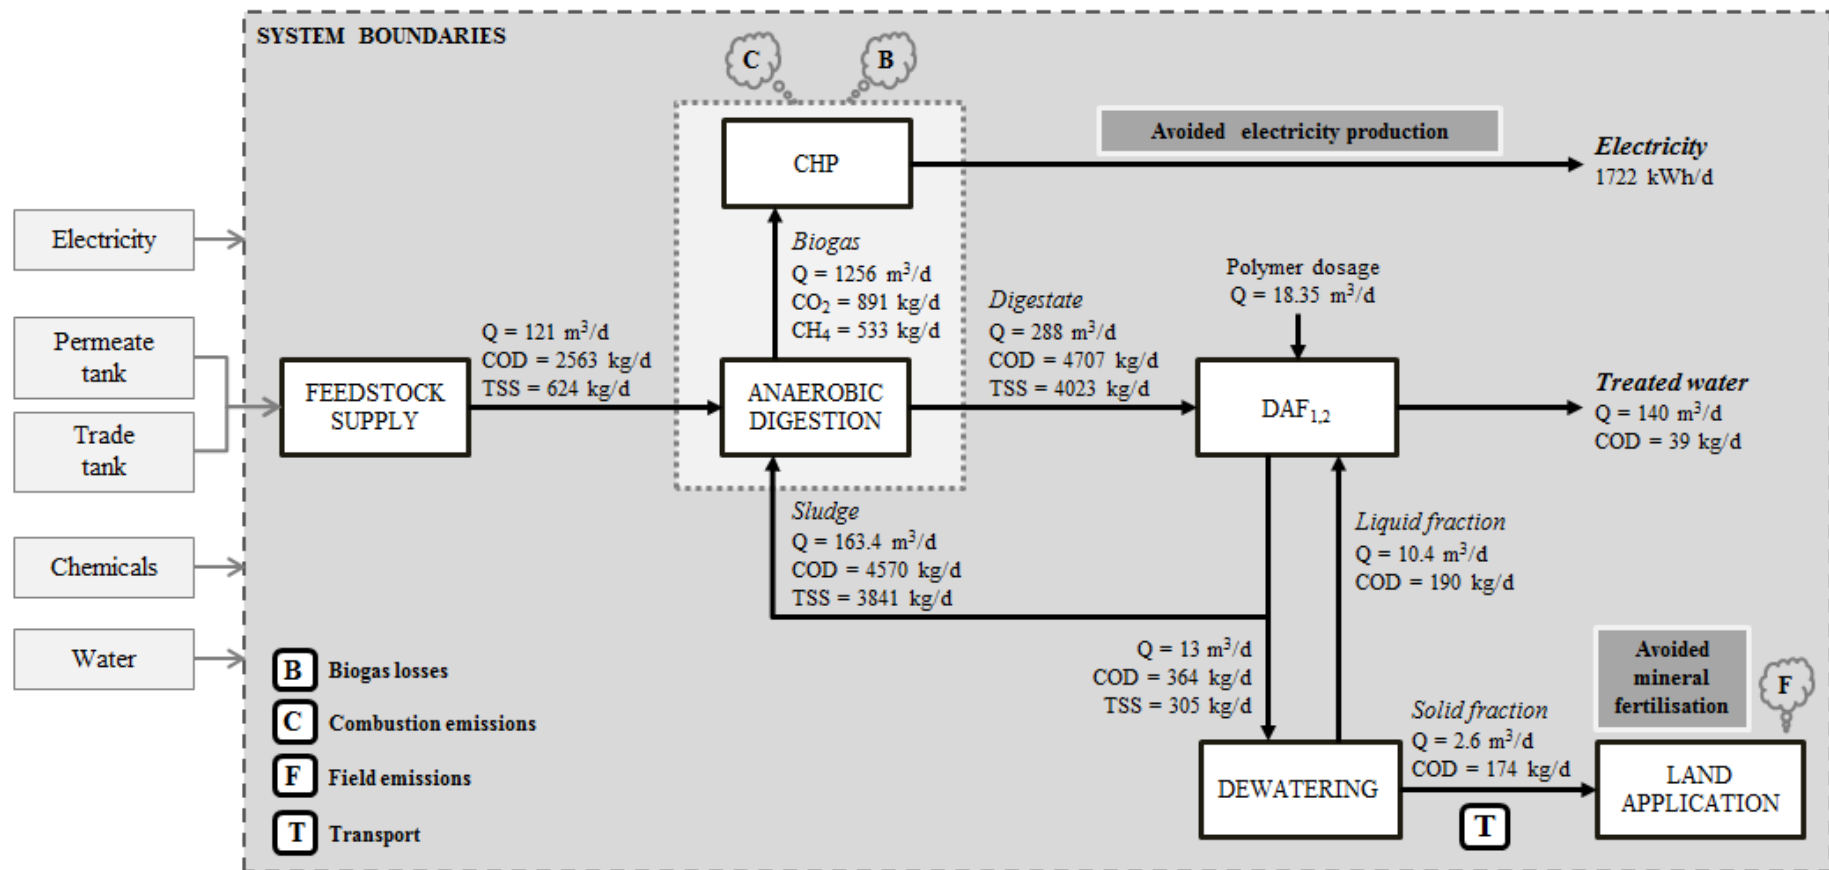 SYSTEM BOUNDARIES
C
B
CHP
Avoided electricity production
Electricity
1722 kWh/d
Electricity
Permeate
tank
Trade
tank
Chemicals
Water
Biogas
Q = 1256 m³/d
CO₂ = 891 kg/d
CH₄ = 533 kg/d
Q = 121 m³/d
COD = 2563 kg/d
TSS = 624 kg/d
FEEDSTOCK
SUPPLY
ANAEROBIC
DIGESTION
Digestate
Q = 288 m³/d
COD = 4707 kg/d
TSS = 4023 kg/d
Polymer dosage
Q = 18.35 m³/d
DAF₁,₂
Treated water
Q = 140 m³/d
COD = 39 kg/d
Sludge
Q = 163.4 m³/d
COD = 4570 kg/d
TSS = 3841 kg/d
Liquid fraction
Q = 10.4 m³/d
COD = 190 kg/d
Q = 13 m³/d
COD = 364 kg/d
TSS = 305 kg/d
Solid fraction
Q = 2.6 m³/d
COD = 174 kg/d
Avoided
mineral
fertilisation
F
DEWATERING
T
LAND
APPLICATION
B Biogas losses
C Combustion emissions
F Field emissions
T Transport